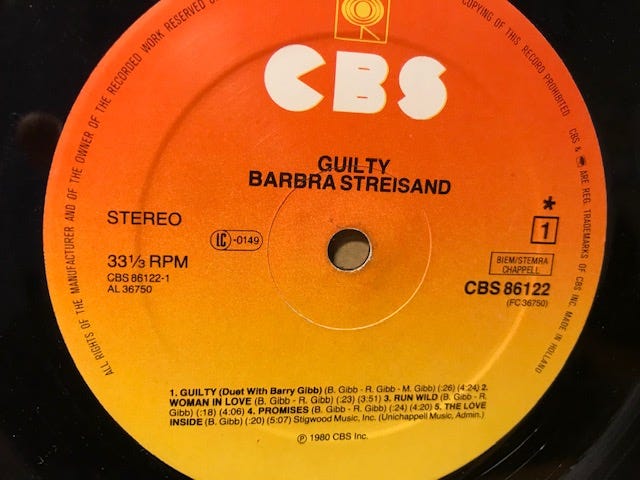 ALL RIGHTS OF THE MANUFACTURER AND OF THE OWNER OF THE RECORDED WORK RESERVED
COPYING OF THIS RECORD PROHIBITED
CBS & ARE REG. TRADEMARKS OF CBS INC. MADE IN HOLLAND
CBS
GUILTY
BARBRA STREISAND
STEREO
LC -0149
*
1
33 1/3 RPM
CBS 86122-1
AL 36750
BIEM/STEMRA
CHAPPELL
CBS 86122
(FC 36750)
1. GUILTY (Duet With Barry Gibb) (B. Gibb - R. Gibb - M. Gibb) (:26) (4:24) 2.
WOMAN IN LOVE (B. Gibb - R. Gibb) (:23) (3:51) 3. RUN WILD (B. Gibb - R.
Gibb) (:18) (4:06) 4. PROMISES (B. Gibb - R. Gibb) (:24) (4:20) 5. THE LOVE
INSIDE (B. Gibb) (:20) (5:07) Stigwood Music, Inc. (Unichappell Music, Admin.)
℗ 1980 CBS Inc.